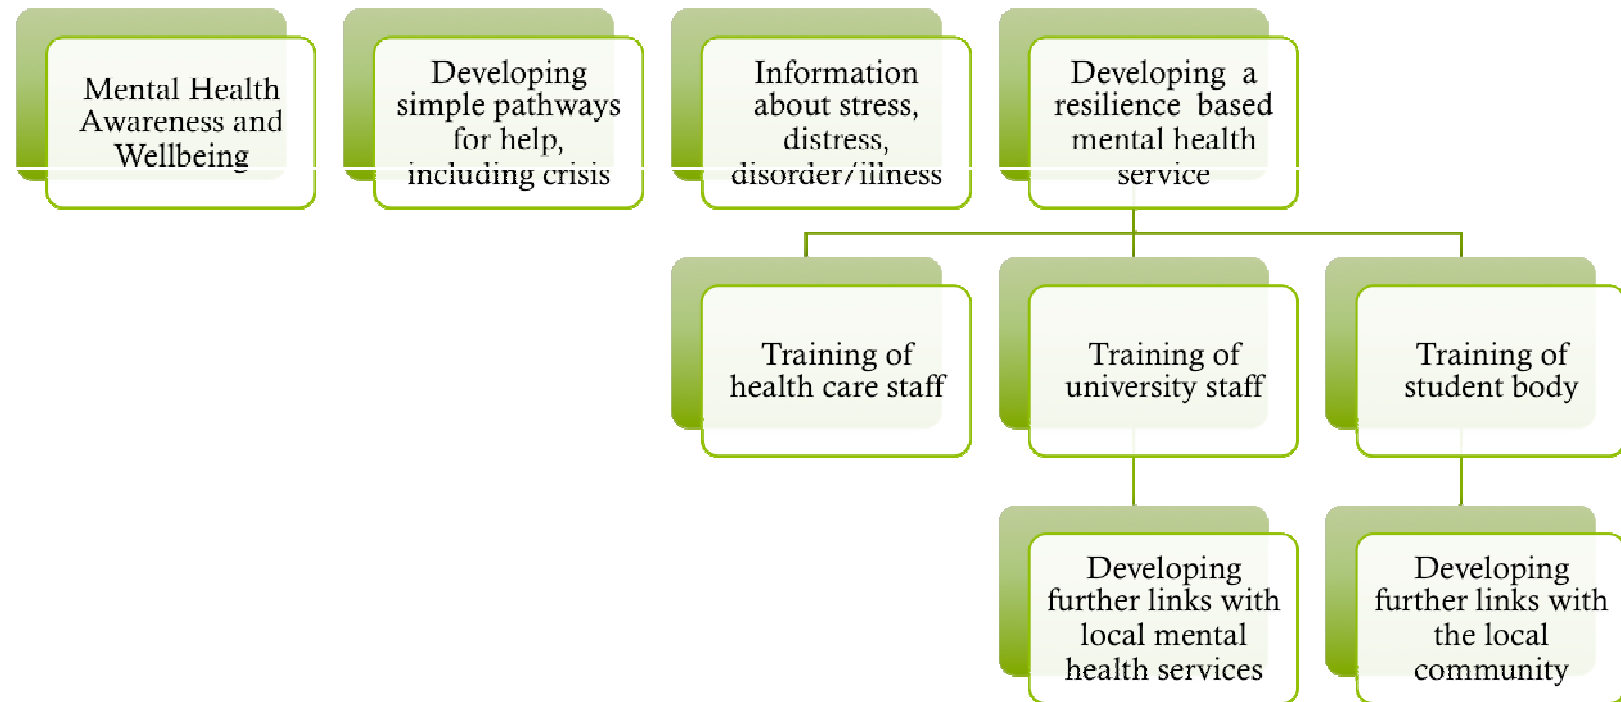 Mental Health
Awareness and
Wellbeing
Developing
simple pathways
for help,
including crisis
Information
about stress,
distress,
disorder/illness
Developing a
resilience based
mental health
service
Training of
health care staff
Training of
university staff
Training of
student body
Developing
further links with
local mental
health services
Developing
further links with
the local
community